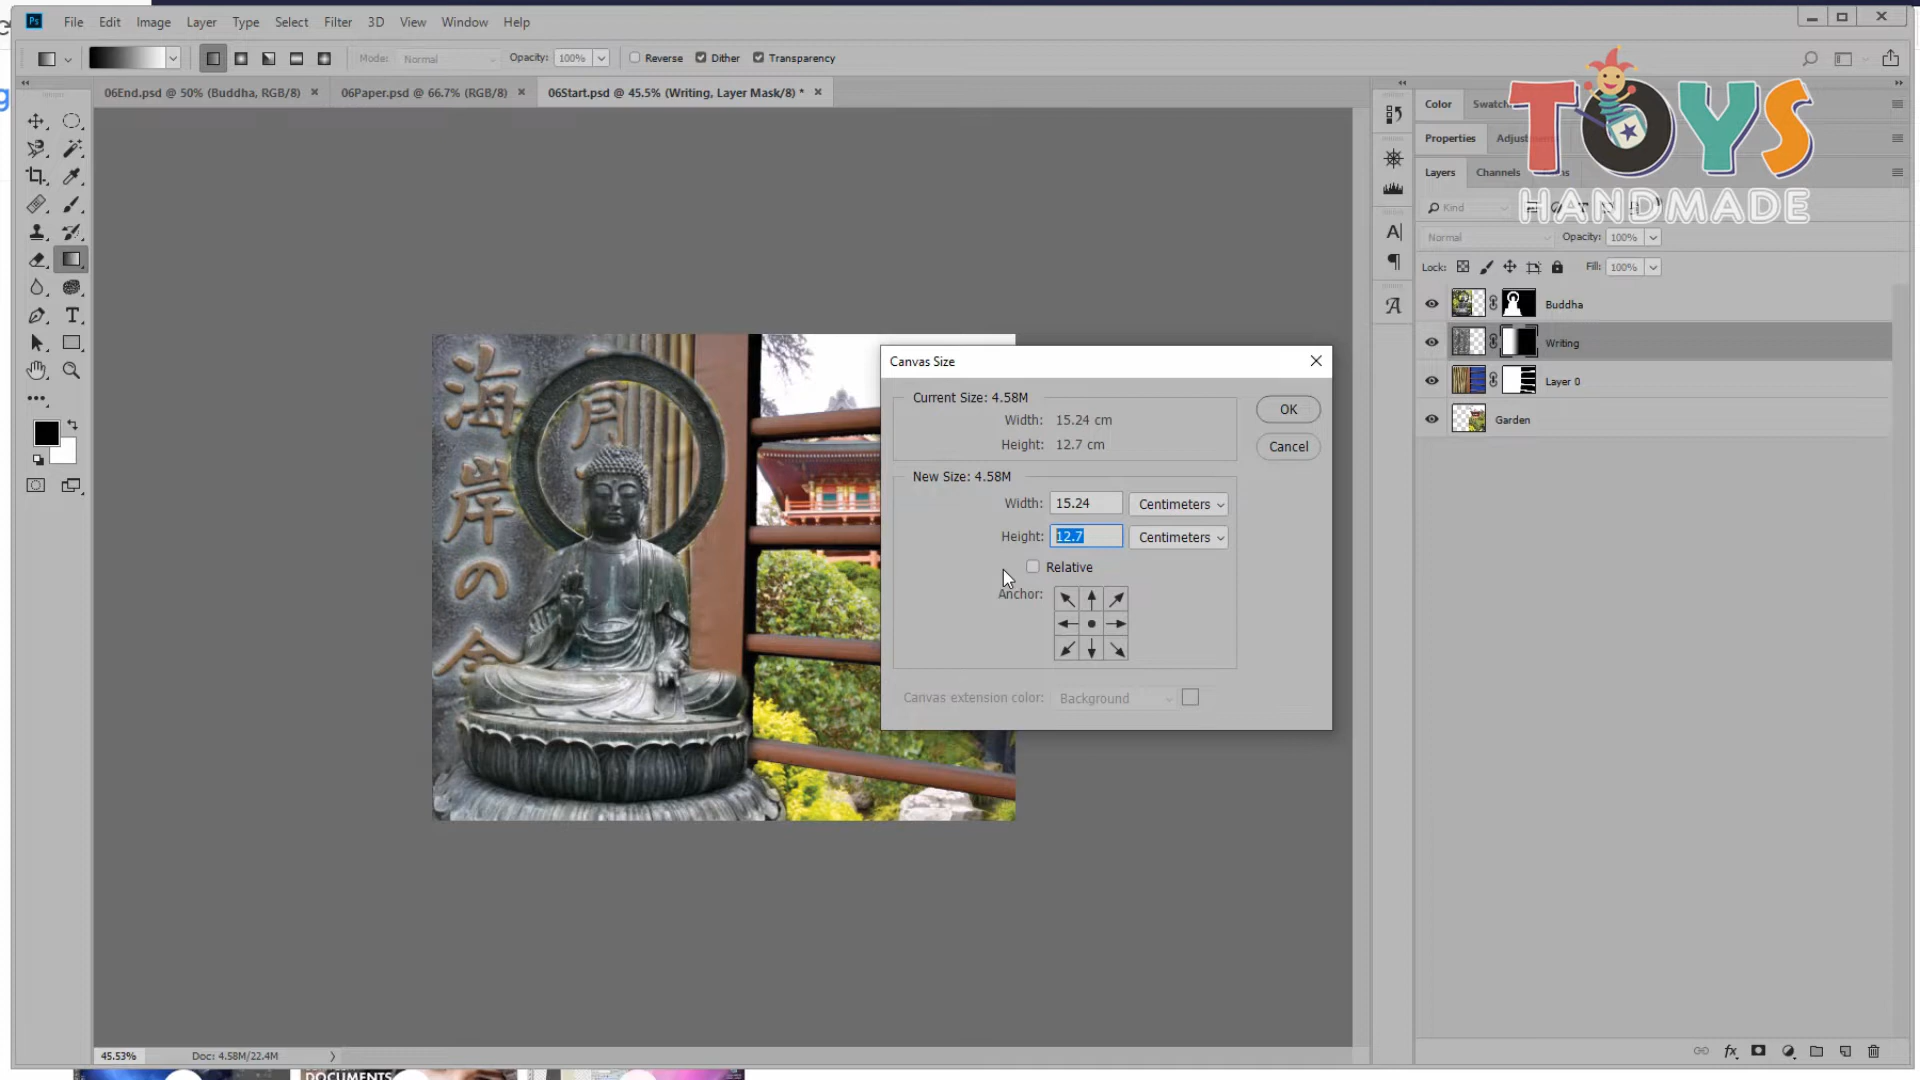 Ps File Edit Image Layer Type Select Filter 3D View Window Help
Mode: Normal Opacity: 100% Reverse Dither Transparency
06End.psd @ 50% (Buddha, RGB/8) 06Paper.psd @ 66.7% (RGB/8) 06Start.psd @ 45.5% (Writing, Layer Mask/8) *
TOYS
HANDMADE
Color
Properties
Layers Channels
Kind
Normal Opacity: 100%
Lock: Fill: 100%
Buddha
Writing
Layer 0
Garden
海
岸
の
Canvas Size
Current Size: 4.58M
Width: 15.24 cm
Height: 12.7 cm
OK
Cancel
New Size: 4.58M
Width: 15.24 Centimeters
Height: 12.7 Centimeters
Relative
Anchor:
Canvas extension color: Background
45.53% Doc: 4.58M/22.4M
DOCUMENTS